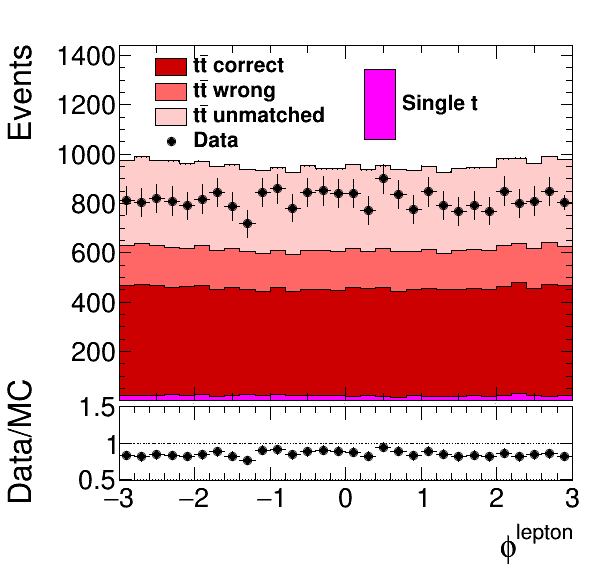 Events
1400
1200
1000
800
600
400
200
tt̄ correct
tt̄ wrong
tt̄ unmatched
Data
Single t
Data/MC
1.5
1
0.5
−3 −2 −1 0 1 2 3
ϕlepton